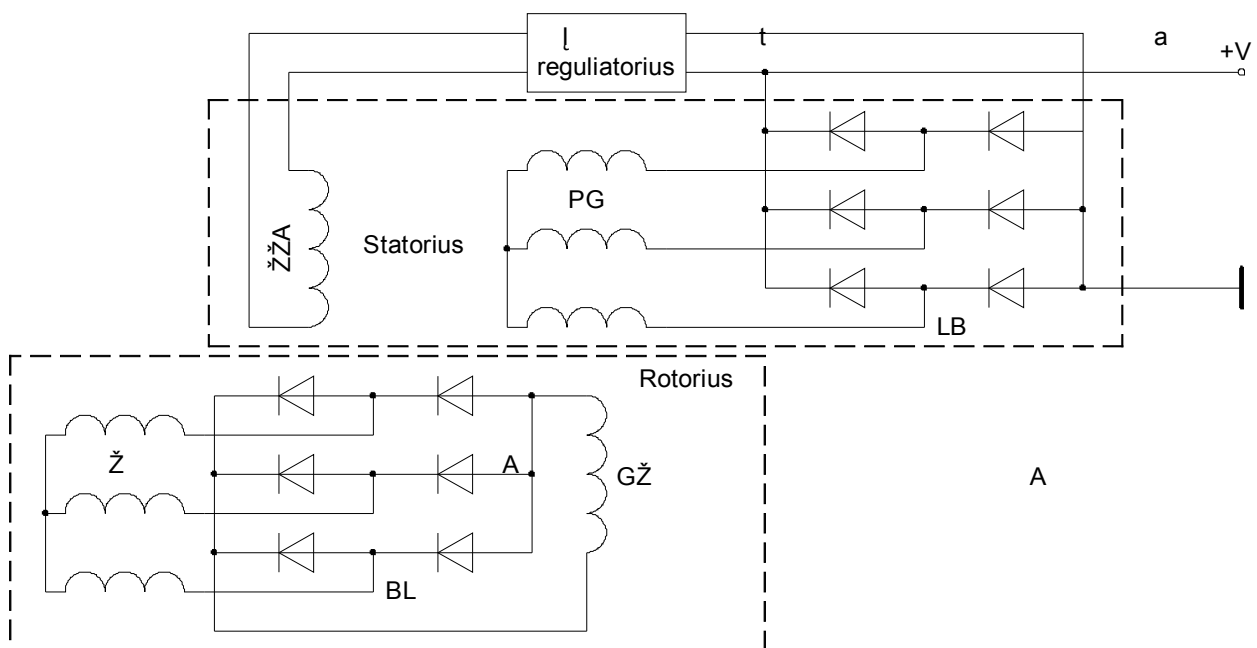 Į
reguliatorius
t
a
+V
PG
ŽŽA
Statorius
LB
Rotorius
Ž
A
GŽ
A
BL